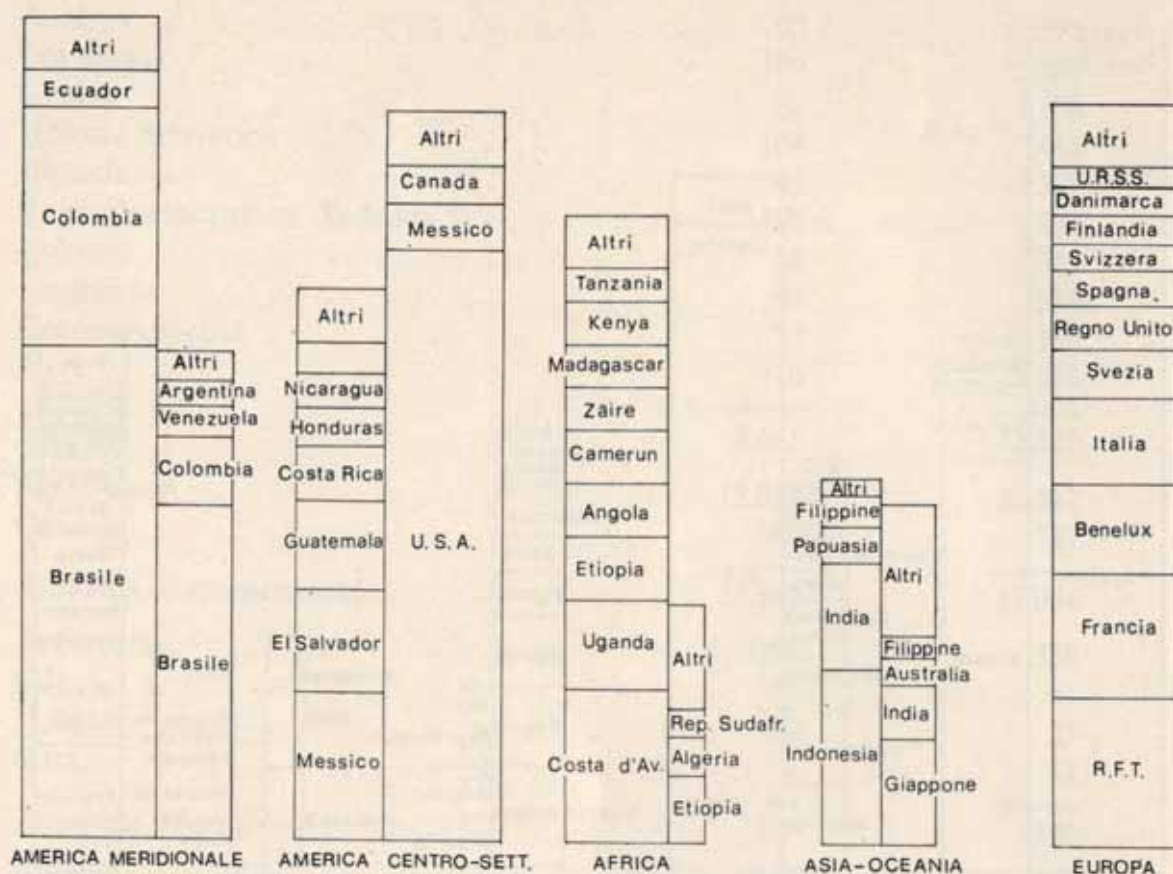 Altri
Ecuador
Colombia
Brasile
Altri
Argentina
Venezuela
Colombia
Brasile
AMERICA MERIDIONALE
Altri
Nicaragua
Honduras
Costa Rica
Guatemala
El Salvador
Messico
Altri
Canada
Messico
U. S. A.
AMERICA CENTRO-SETT.
Altri
Tanzania
Kenya
Madagascar
Zaire
Camerun
Angola
Etiopia
Uganda
Costa d'Av.
Altri
Rep. Sudafr.
Algeria
Etiopia
AFRICA
Altri
Filippine
Papuasia
India
Indonesia
Altri
Filippine
Australia
India
Giappone
ASIA-OCEANIA
Altri
U.R.S.S.
Danimarca
Finlandia
Svizzera
Spagna
Regno Unito
Svezia
Italia
Benelux
Francia
R.F.T.
EUROPA